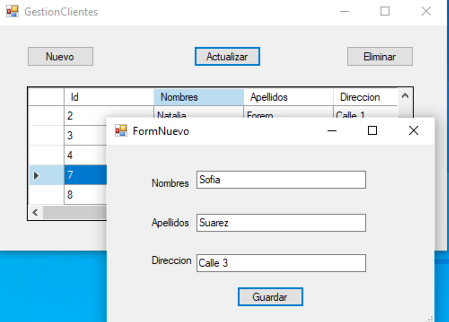 GestionClientes
Nuevo
Actualizar
Eliminar
Id Nombres Apellidos Direccion
2 Natalia Forero Calle 1
3
4
7
8
FormNuevo
Nombres Sofia
Apellidos Suarez
Direccion Calle 3
Guardar